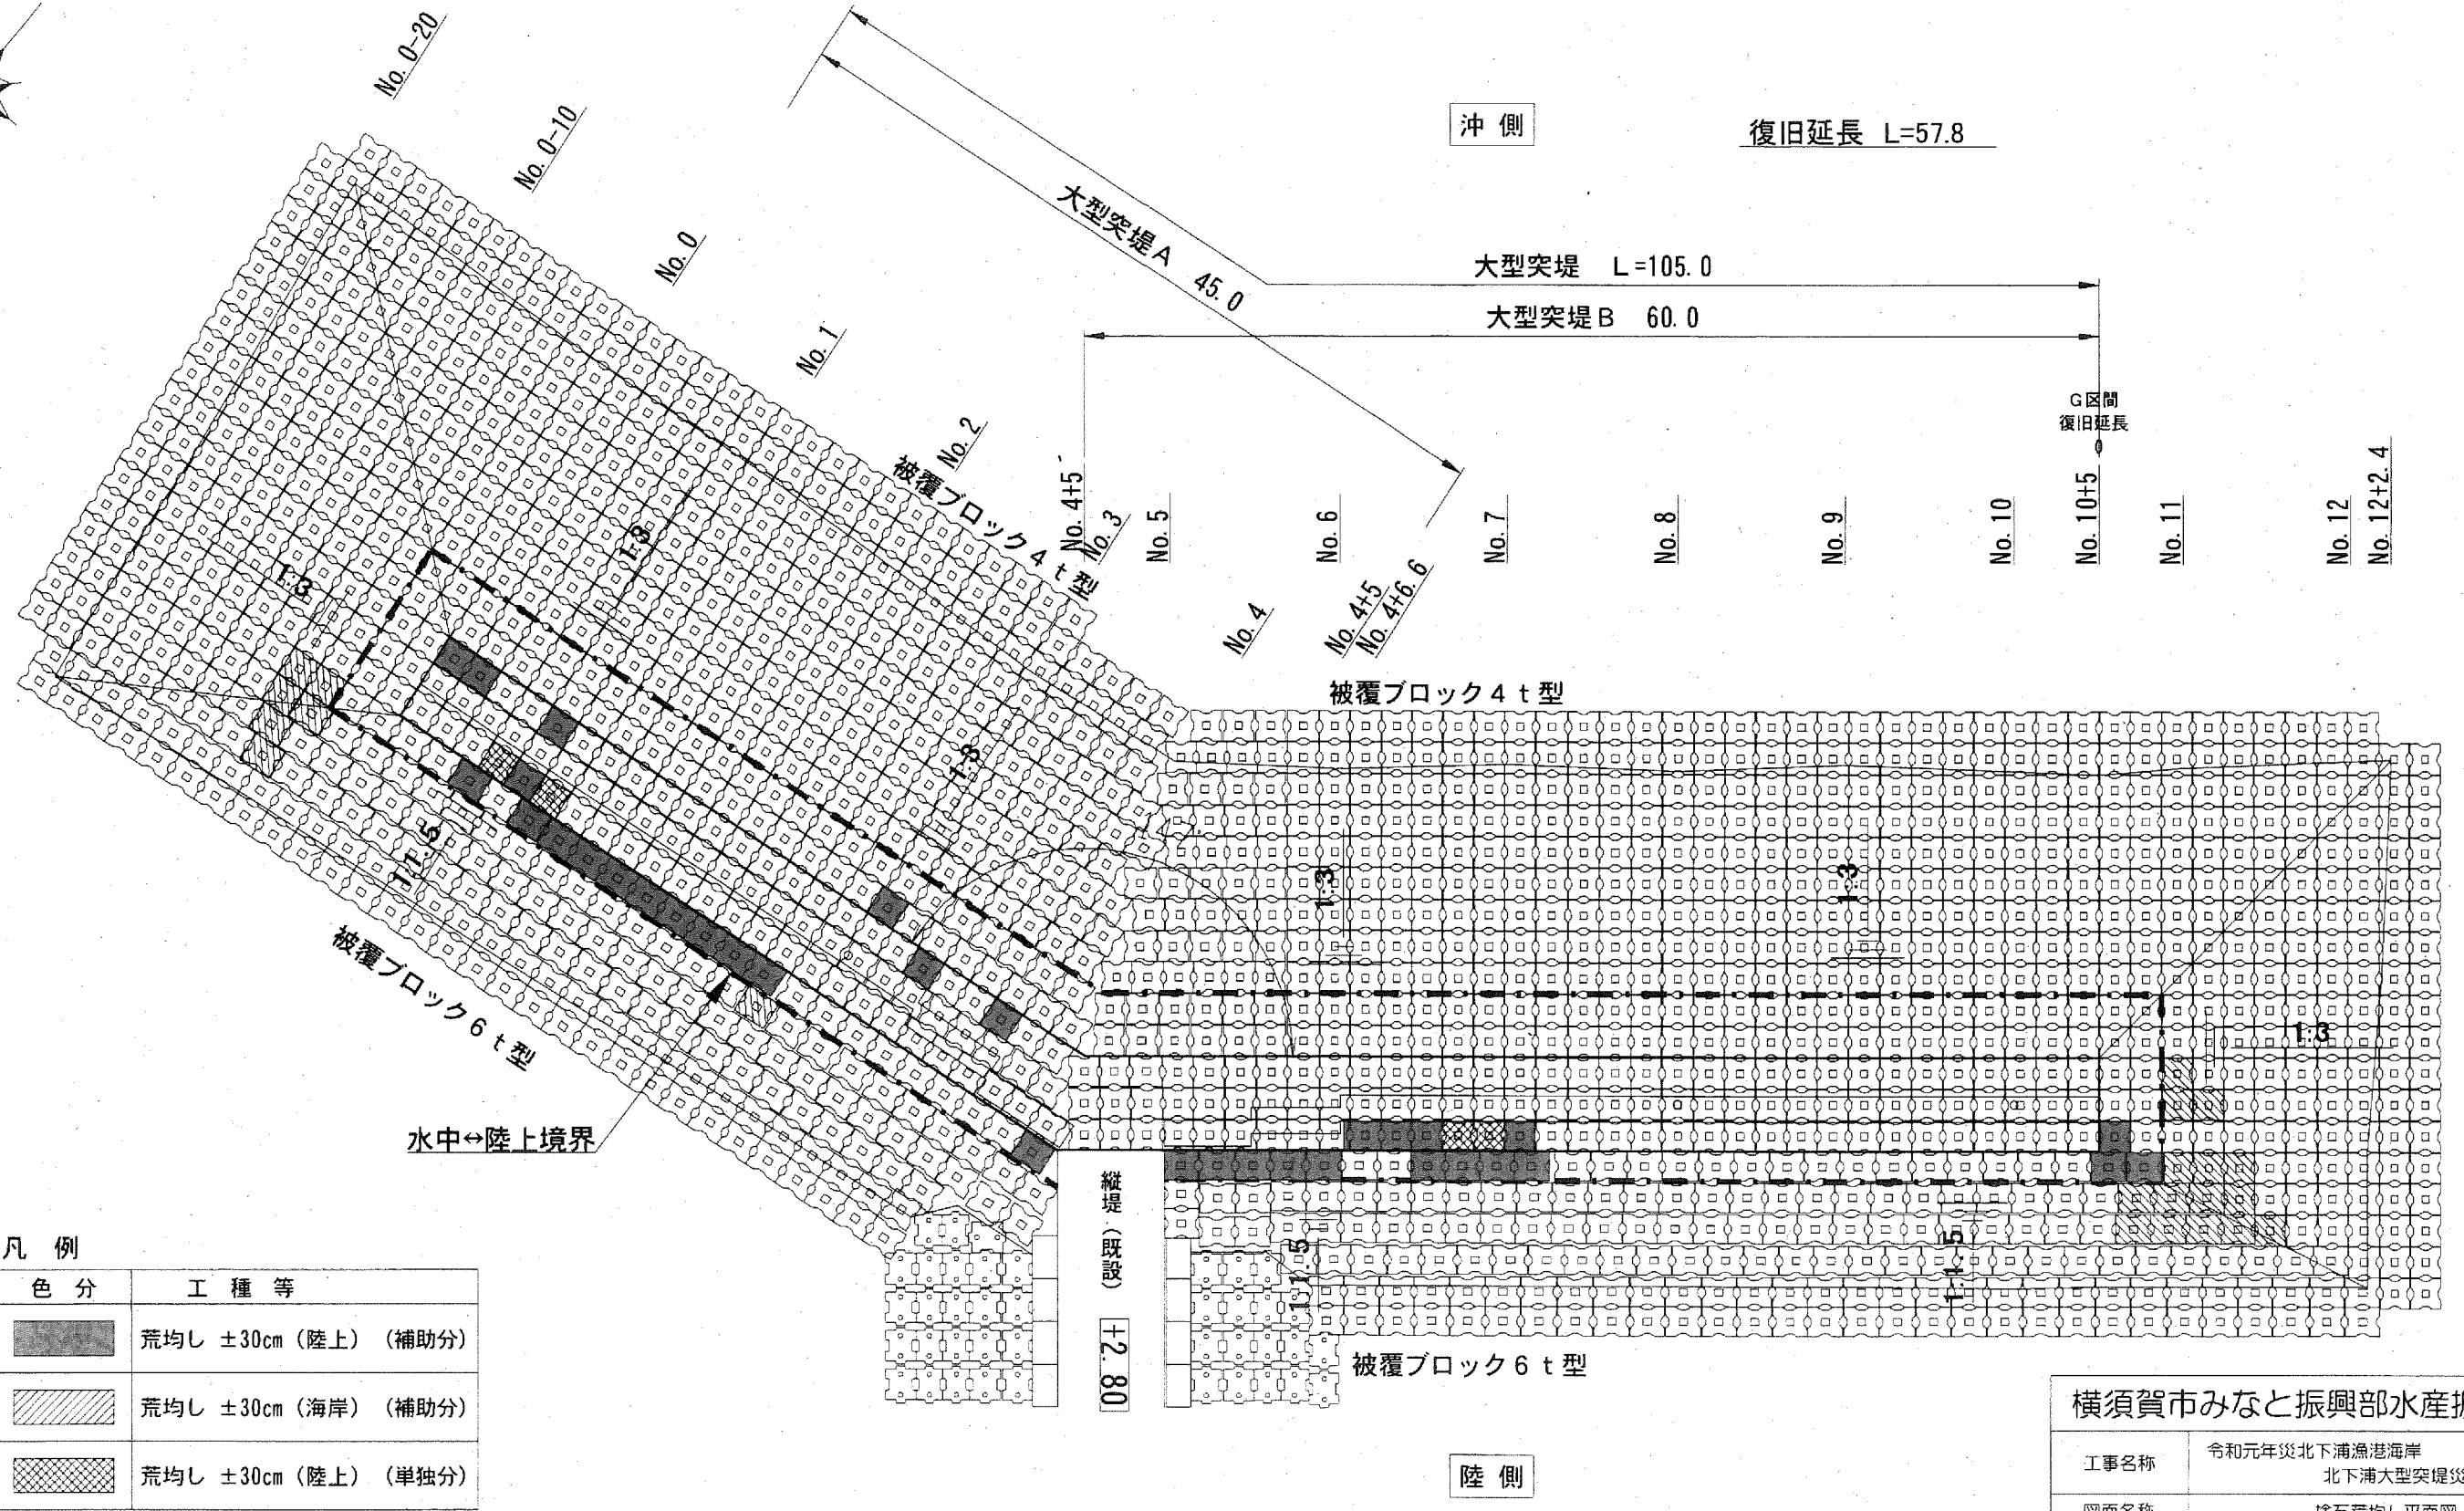 No. 0-20
No. 0-10
No. 0
No. 1
No. 2
No. 3
No. 4
No. 4+5
No. 4+6.6
沖 側
復旧延長 L=57.8
大型突堤A 45.0
大型突堤 L=105.0
大型突堤B 60.0
G区間
復旧延長
0
No. 4+5
No. 5
No. 6
No. 7
No. 8
No. 9
No. 10
No. 10+5
No. 11
No. 12
No. 12+2.4
被覆ブロック4t型
被覆ブロック4t型
1:3
1:3
1:3
1:3
1:3
1:3
1:1.5
1:1.5
1:1.5
被覆ブロック6t型
水中↔陸上境界
縦堤（既設）
+2.80
被覆ブロック6t型
陸 側
凡 例
色 分 工 種 等
荒均し ±30cm（陸上）（補助分）
荒均し ±30cm（海岸）（補助分）
荒均し ±30cm（陸上）（単独分）
横須賀市みなと振興部水産
工事名称 令和元年災北下浦漁港海岸
北下浦大型突堤災